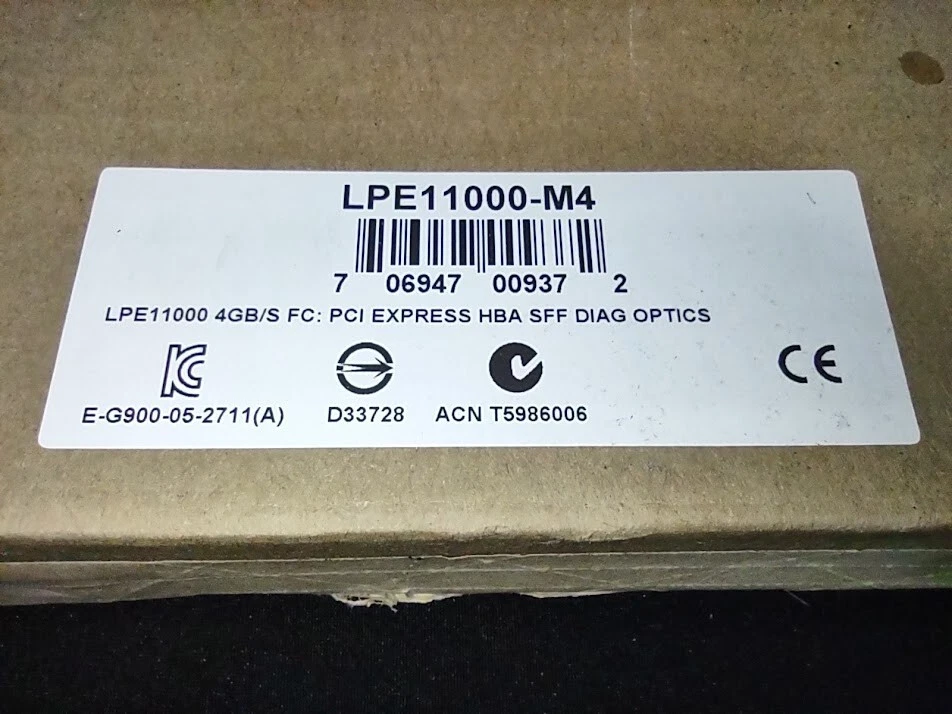 LPE11000-M4
7 06947 00937 2
LPE11000 4GB/S FC: PCI EXPRESS HBA SFF DIAG OPTICS
E-G900-05-2711(A) D33728 ACN T5986006
CE